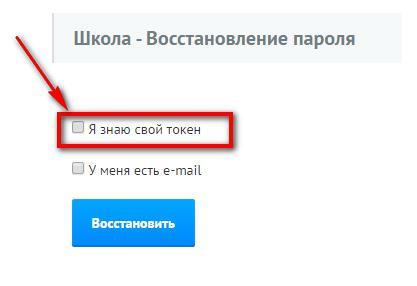 Школа - Восстановление пароля
Я знаю свой токен
У меня есть e-mail
Восстановить